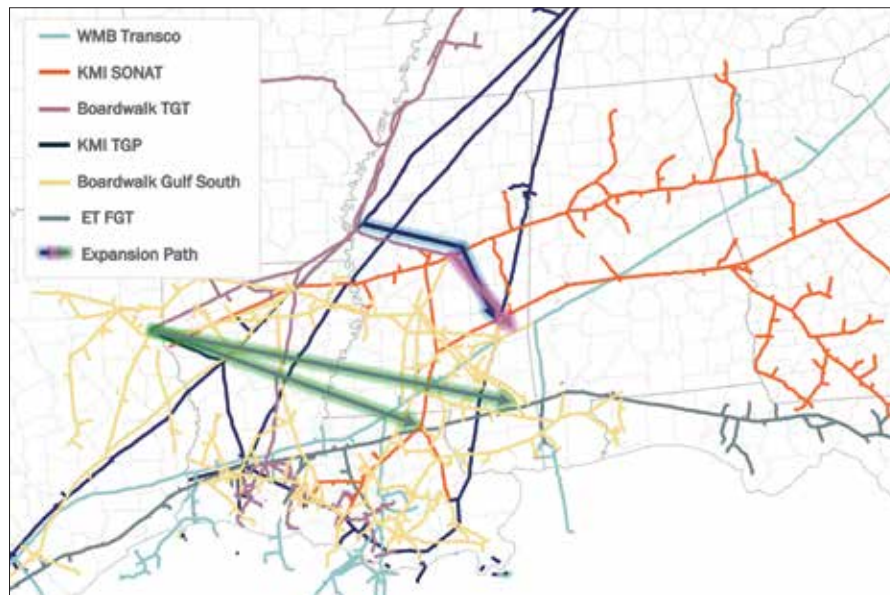 WMB Transco
KMI SONAT
Boardwalk TGT
KMI TGP
Boardwalk Gulf South
ET FGT
Expansion Path